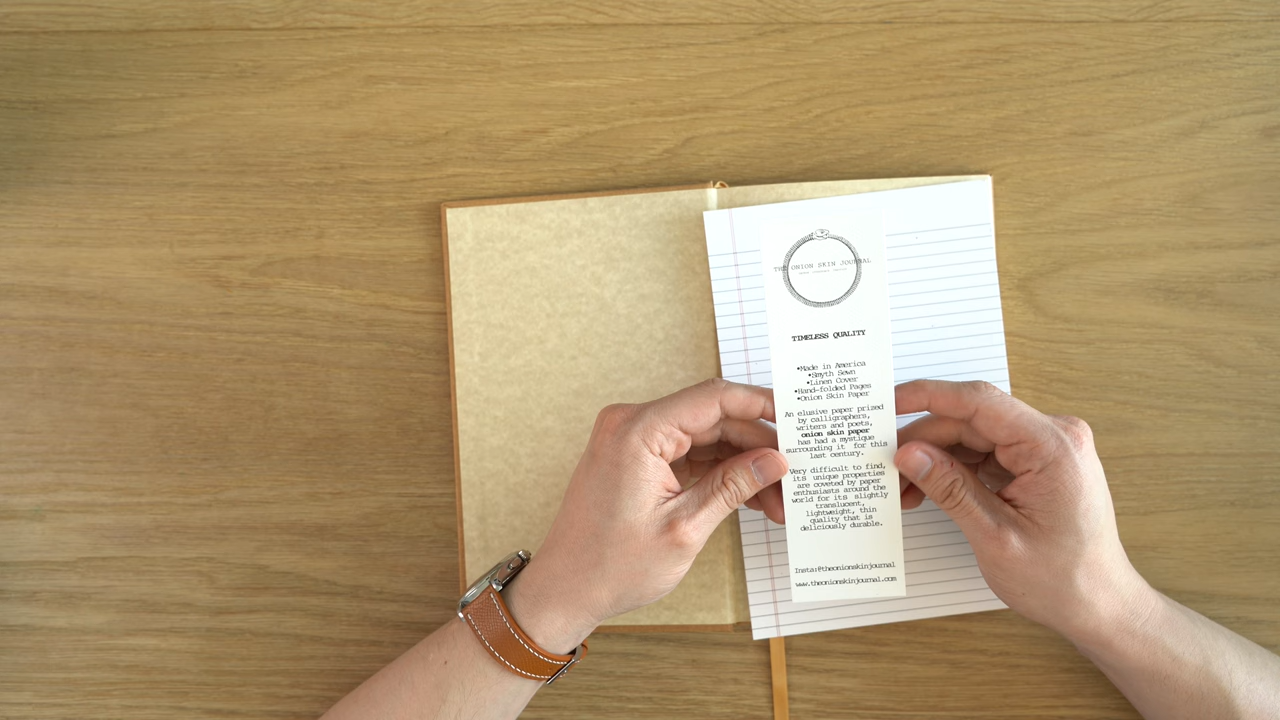 THE ONION SKIN JOURNAL
TIMELESS QUALITY
•Made in America
•Smyth Sewn
•Linen Cover
•Hand-folded Pages
•Onion Skin Paper
An elusive paper prized
by calligraphers,
writers and poets,
onion skin paper
has had a mystique
surrounding it for this
last century.
Very difficult to find,
its unique properties
are coveted by paper
enthusiasts around the
world for its slightly
translucent,
lightweight, thin
quality that is
deliciously durable.
Insta:@theonionskinjournal
www.theonionskinjournal.com